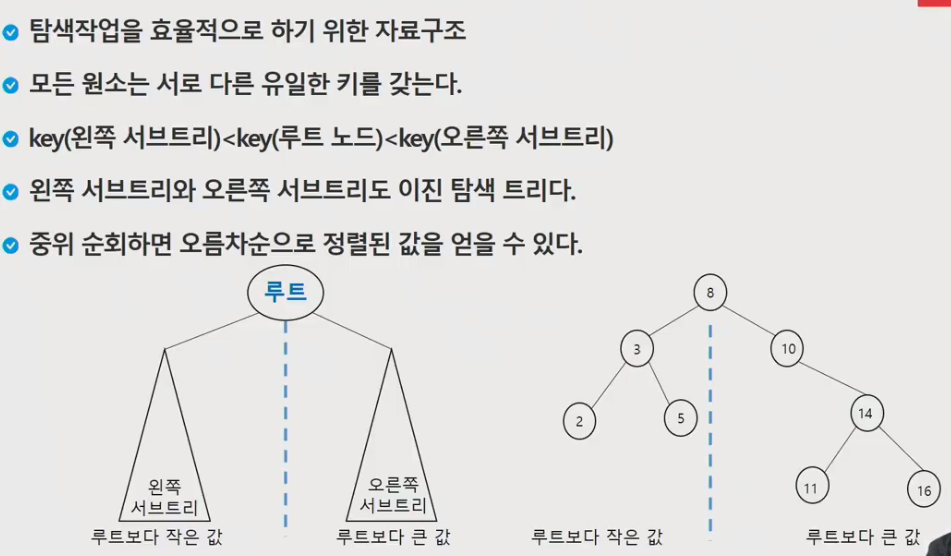 탐색작업을 효율적으로 하기 위한 자료구조
모든 원소는 서로 다른 유일한 키를 갖는다.
key(왼쪽 서브트리)<key(루트 노드)<key(오른쪽 서브트리)
왼쪽 서브트리와 오른쪽 서브트리도 이진 탐색 트리다.
중위 순회하면 오름차순으로 정렬된 값을 얻을 수 있다.
루트
왼쪽
서브트리
오른쪽
서브트리
루트보다 작은 값
루트보다 큰 값
8
3
10
2
5
14
11
16
루트보다 작은 값
루트보다 큰 값